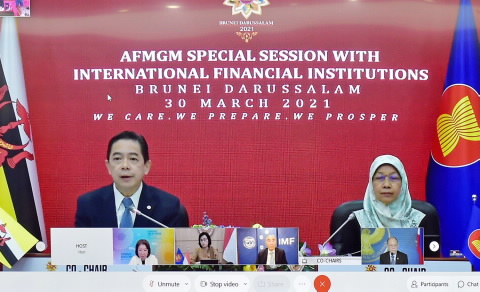 BRUNEI DARUSSALAM
2021
AFMGM SPECIAL SESSION WITH
INTERNATIONAL FINANCIAL INSTITUTIONS
BRUNEI DARUSSALAM
30 MARCH 2021
WE CARE.WE PREPARE.WE PROSPER
HOST
IMF
CO-CHAIR
CO-CHAIRS
CO-CHAIR
Unmute
Stop video
Share
Participants
Chat